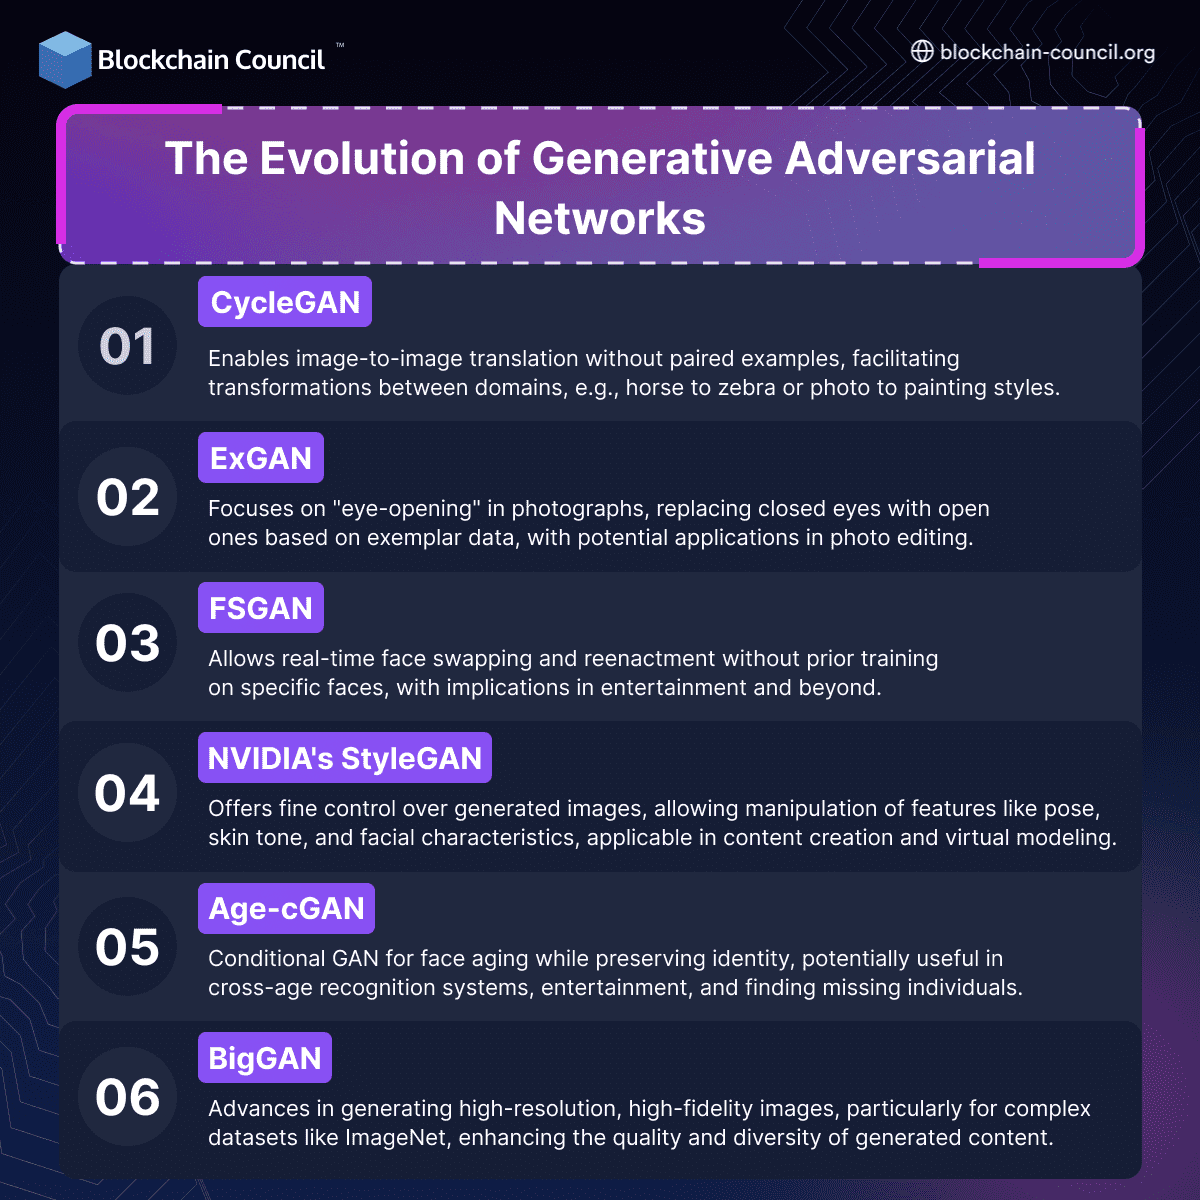 Blockchain Council ™
blockchain-council.org
The Evolution of Generative Adversarial
Networks
01
CycleGAN
Enables image-to-image translation without paired examples, facilitating
transformations between domains, e.g., horse to zebra or photo to painting styles.
02
ExGAN
Focuses on "eye-opening" in photographs, replacing closed eyes with open
ones based on exemplar data, with potential applications in photo editing.
03
FSGAN
Allows real-time face swapping and reenactment without prior training
on specific faces, with implications in entertainment and beyond.
04
NVIDIA's StyleGAN
Offers fine control over generated images, allowing manipulation of features like pose,
skin tone, and facial characteristics, applicable in content creation and virtual modeling.
05
Age-cGAN
Conditional GAN for face aging while preserving identity, potentially useful in
cross-age recognition systems, entertainment, and finding missing individuals.
06
BigGAN
Advances in generating high-resolution, high-fidelity images, particularly for complex
datasets like ImageNet, enhancing the quality and diversity of generated content.